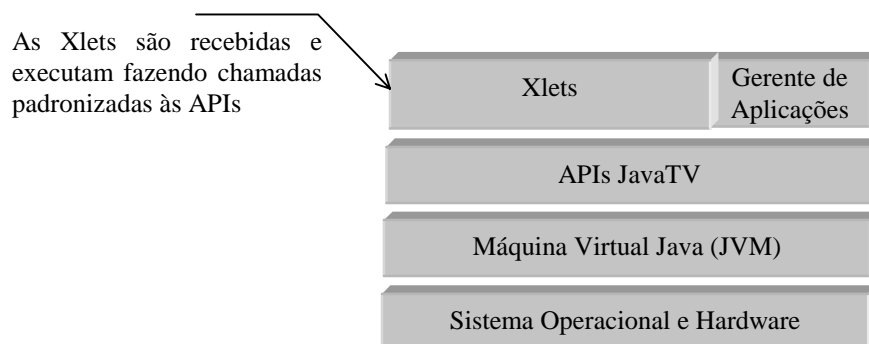 As Xlets são recebidas e
executam fazendo chamadas
padronizadas às APIs
Xlets
Gerente de
Aplicações
APIs JavaTV
Máquina Virtual Java (JVM)
Sistema Operacional e Hardware